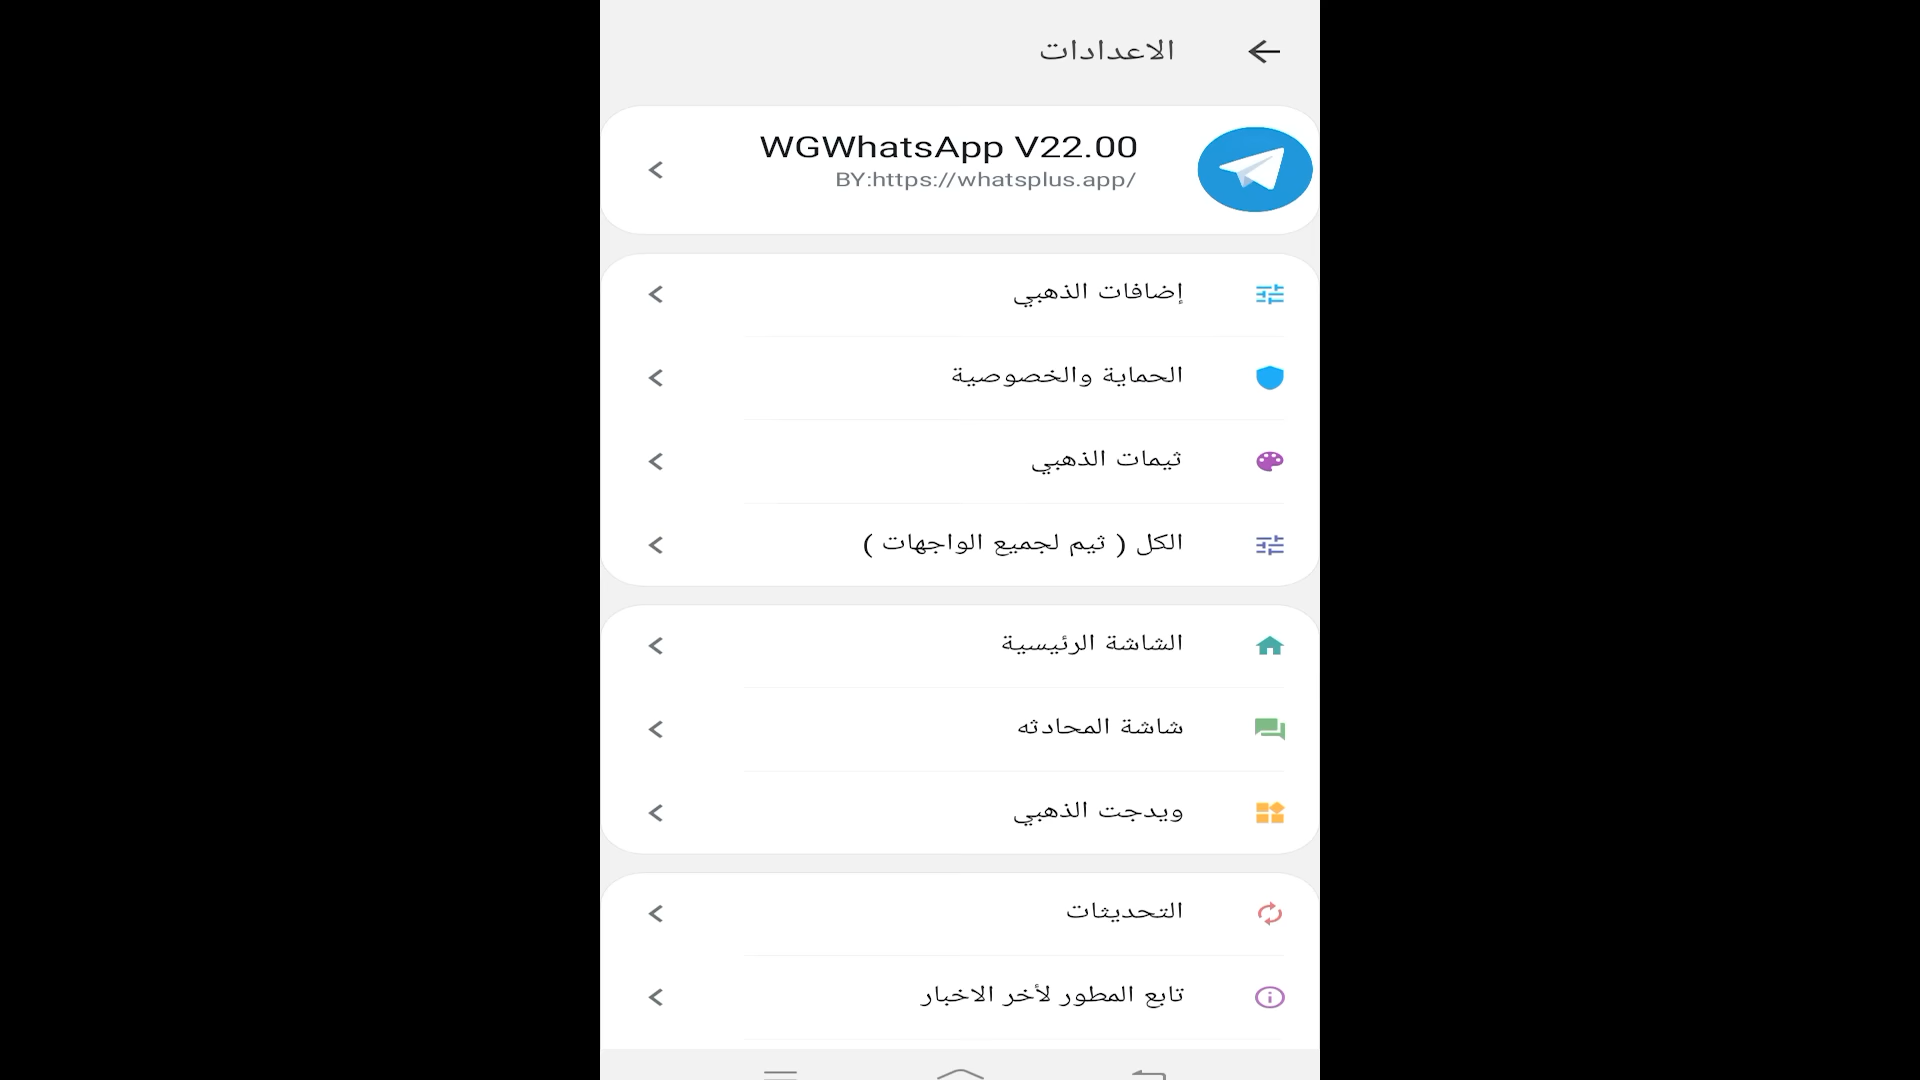 الاعدادات
WGWhatsApp V22.00
BY:https://whatsplus.app/
إضافات الذهبي
الحماية والخصوصية
ثيمات الذهبي
الكل ( ثيم لجميع الواجهات )
الشاشة الرئيسية
شاشة المحادثه
ويدجت الذهبي
التحديثات
تابع المطور لأخر الاخبار